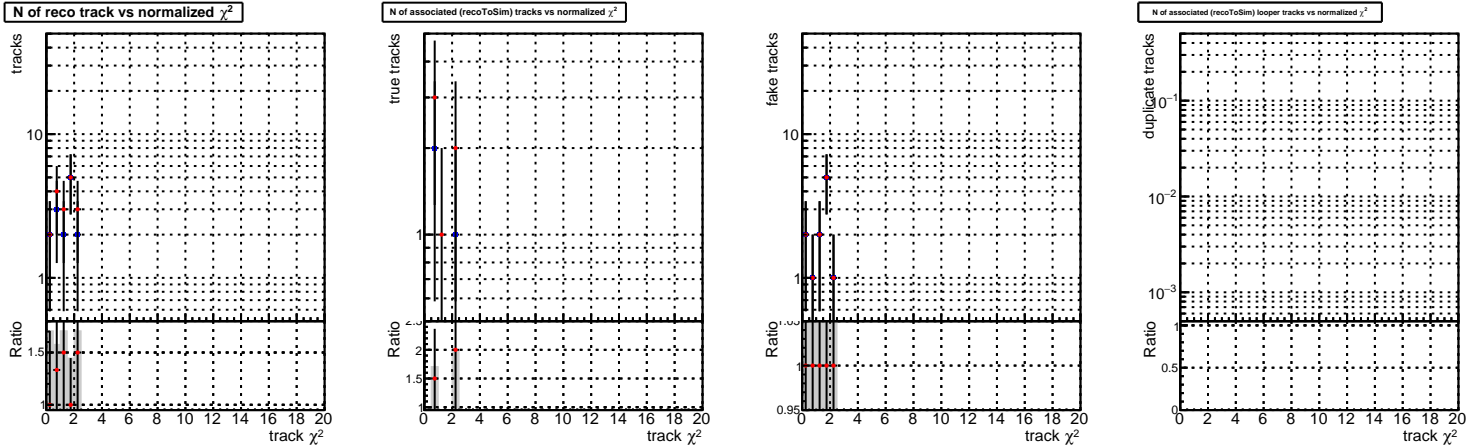 N of reco track vs normalized χ²
tracks
10
1
Ratio
1.5
1
0 2 4 6 8 10 12 14 16 18 20
track χ²
N of associated (recoToSim) tracks vs normalized χ²
true tracks
1
Ratio
2.5
2
1.5
1
0 2 4 6 8 10 12 14 16 18 20
track χ²
fake tracks
10
1
Ratio
1.05
1
0.95
0 2 4 6 8 10 12 14 16 18 20
track χ²
N of associated (recoToSim) looper tracks vs normalized χ²
duplicate tracks
10⁻¹
10⁻²
10⁻³
Ratio
1
0.5
0
0 2 4 6 8 10 12 14 16 18 20
track χ²